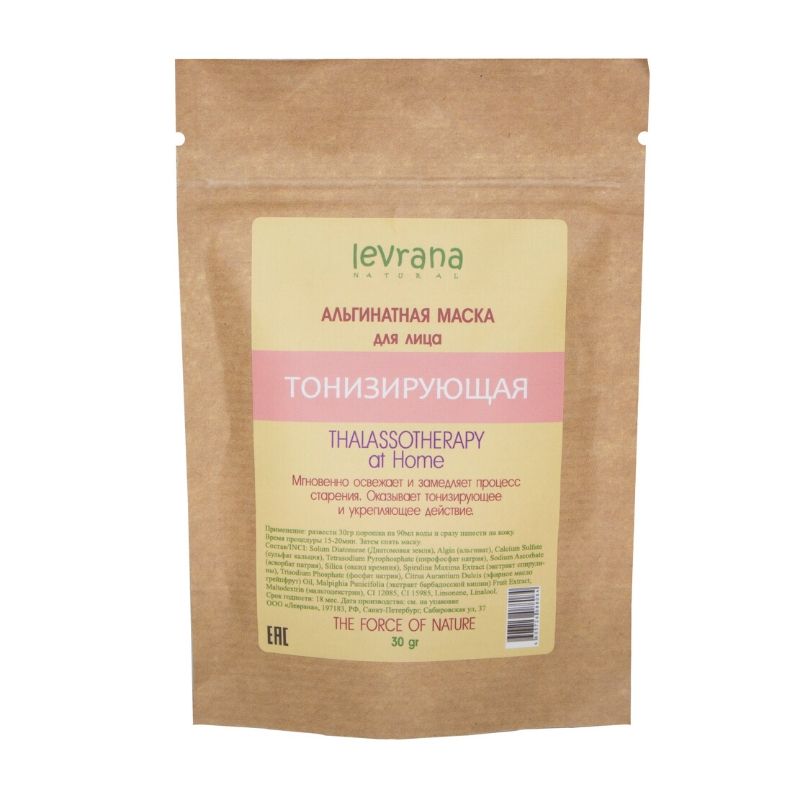 levrana
NATURAL
АЛЬГИНАТНАЯ МАСКА
для лица
ТОНИЗИРУЮЩАЯ
THALASSOTHERAPY
at Home
Мгновенно освежает и замедляет процесс
старения. Оказывает тонизирующее
и укрепляющее действие.
Применение: развести 30гр порошка на 90мл воды и сразу нанести на кожу.
Время процедуры 15-20мин. Затем снять маску.
Состав/INCI: Solum Diatomeae (Диатомовая земля), Algin (альгинат), Calcium Sulfate
(сульфат кальция), Tetrasodium Pyrophosphate (пирофосфат натрия), Sodium Ascorbate
(аскорбат натрия), Silica (оксид кремния), Spirulina Maxima Extract (экстракт спирули-
ны), Trisodium Phosphate (фосфат натрия), Citrus Aurantium Dulcis (эфирное масло
грейпфрут) Oil, Malpighia Punicifolia (экстракт барбадосской вишни) Fruit Extract,
Maltodextrin (мальтодекстрин), CI 12085, CI 15985, Limonene, Linalool.
Срок годности: 18 мес. Дата производства: см. на упаковке
ООО «Леврана», 197183, РФ, Санкт-Петербург, Сабировская ул, 37
THE FORCE OF NATURE
EAC
30 gr